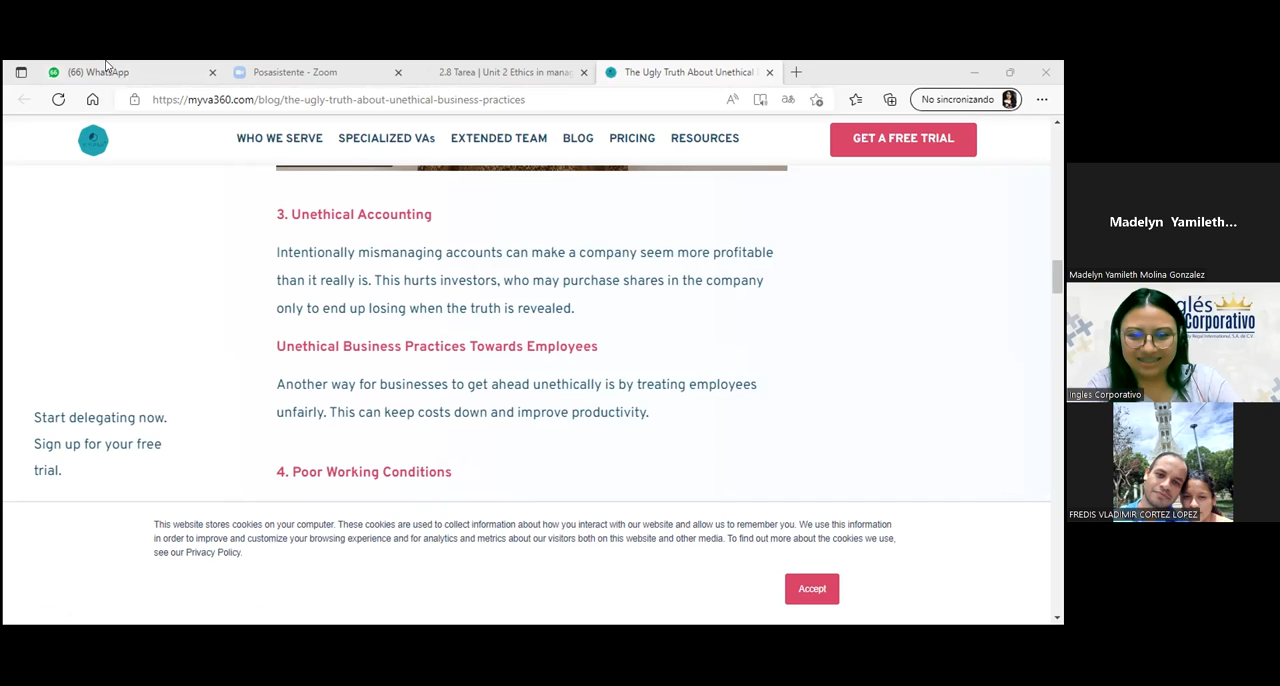 (66) WhatsApp
Posasistente - Zoom
2.8 Tarea | Unit 2 Ethics in manag
The Ugly Truth About Unethical
https://myva360.com/blog/the-ugly-truth-about-unethical-business-practices
No sincronizando
WHO WE SERVE SPECIALIZED VAs EXTENDED TEAM BLOG PRICING RESOURCES
GET A FREE TRIAL
3. Unethical Accounting
Intentionally mismanaging accounts can make a company seem more profitable
than it really is. This hurts investors, who may purchase shares in the company
only to end up losing when the truth is revealed.
Unethical Business Practices Towards Employees
Another way for businesses to get ahead unethically is by treating employees
unfairly. This can keep costs down and improve productivity.
4. Poor Working Conditions
Start delegating now.
Sign up for your free
trial.
This website stores cookies on your computer. These cookies are used to collect information about how you interact with our website and allow us to remember you. We use this information
in order to improve and customize your browsing experience and for analytics and metrics about our visitors both on this website and other media. To find out more about the cookies we use,
see our Privacy Policy.
Accept
Madelyn Yamileth...
Madelyn Yamileth Molina Gonzalez
glés
Corporativo
by Regal International, S.A. de C.V.
Ingles Corporativo
FREDIS VLADIMIR CORTEZ LOPEZ